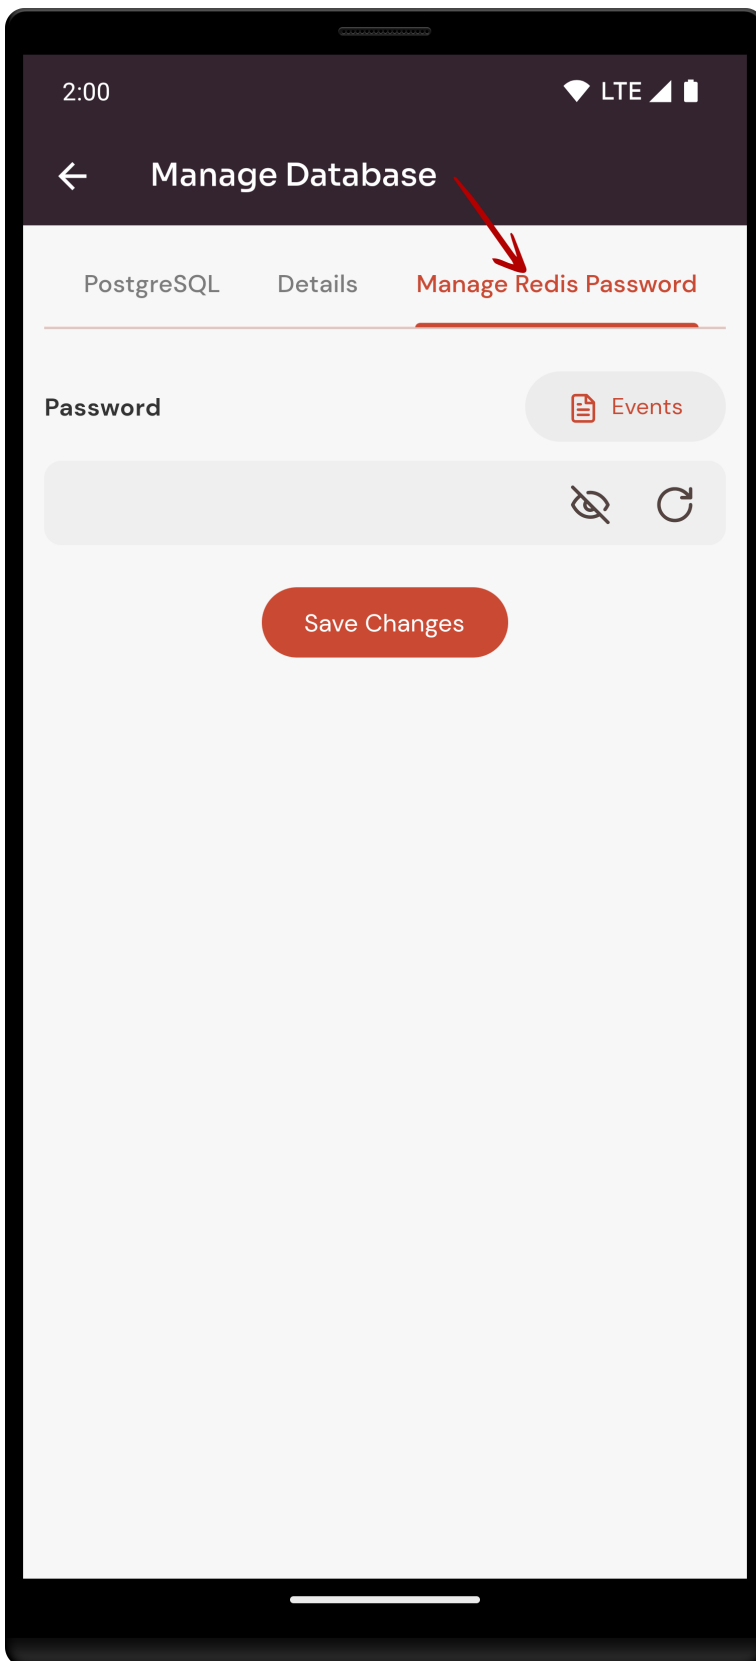 2:00 LTE
Manage Database
PostgreSQL Details Manage Redis Password
Password Events
Save Changes